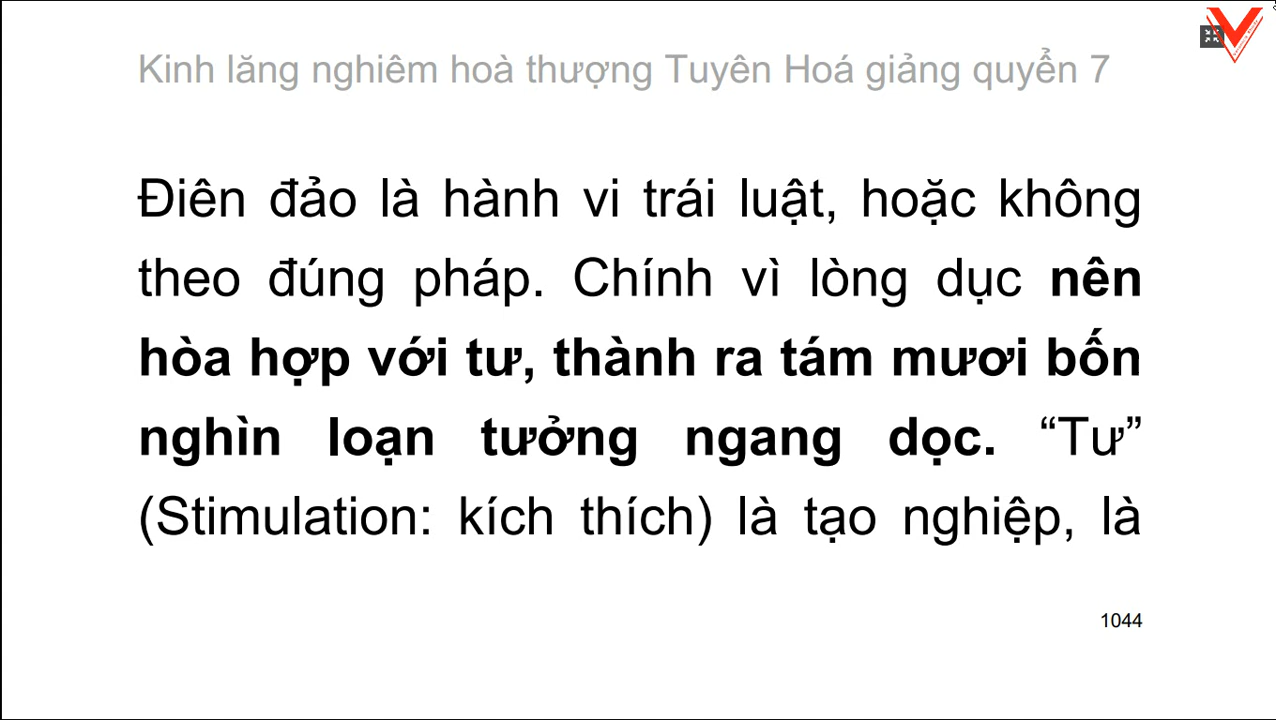 Kinh lăng nghiêm hoà thượng Tuyên Hoá giảng quyển 7
Điên đảo là hành vi trái luật, hoặc không
theo đúng pháp. Chính vì lòng dục nên
hòa hợp với tư, thành ra tám mươi bốn
nghìn loạn tưởng ngang dọc. “Tư”
(Stimulation: kích thích) là tạo nghiệp, là
1044